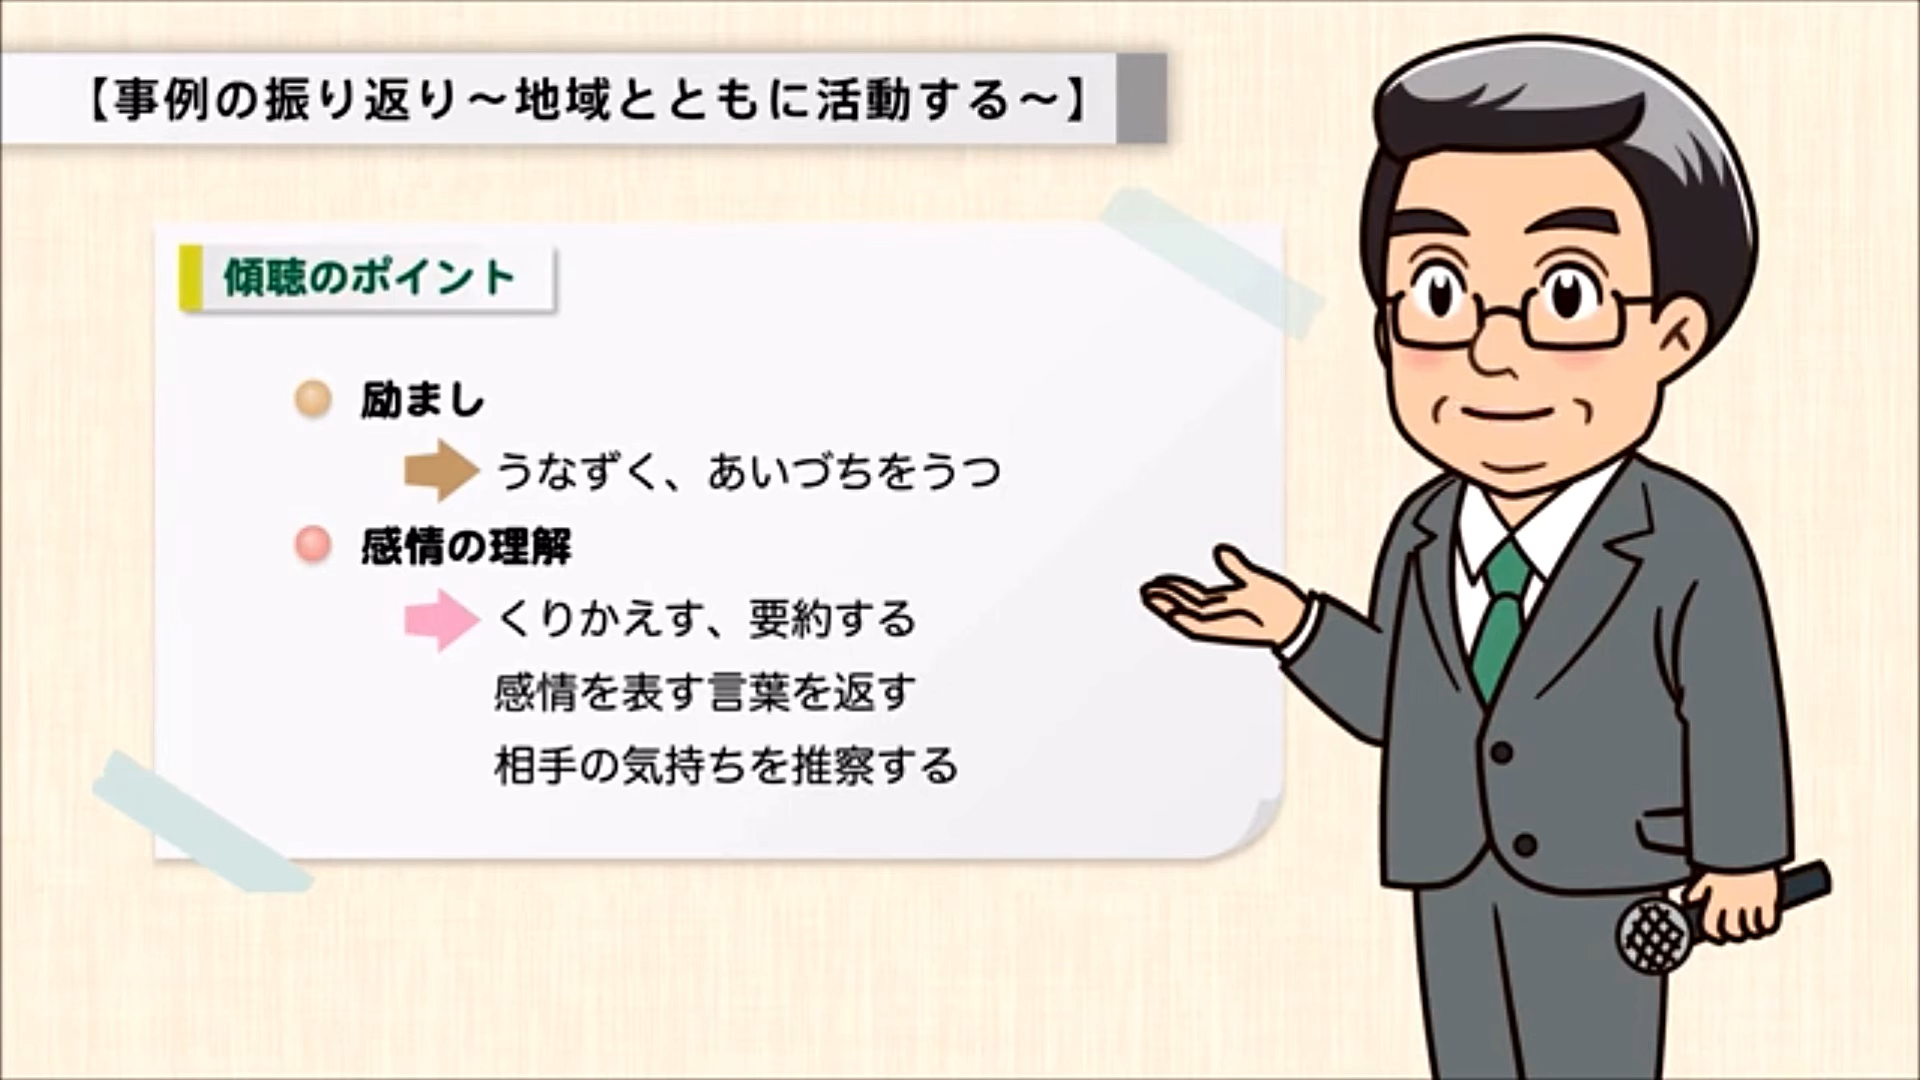 【事例の振り返り～地域とともに活動する～】
傾聴のポイント
励まし
うなずく、あいづちをうつ
感情の理解
くりかえす、要約する
感情を表す言葉を返す
相手の気持ちを推察する